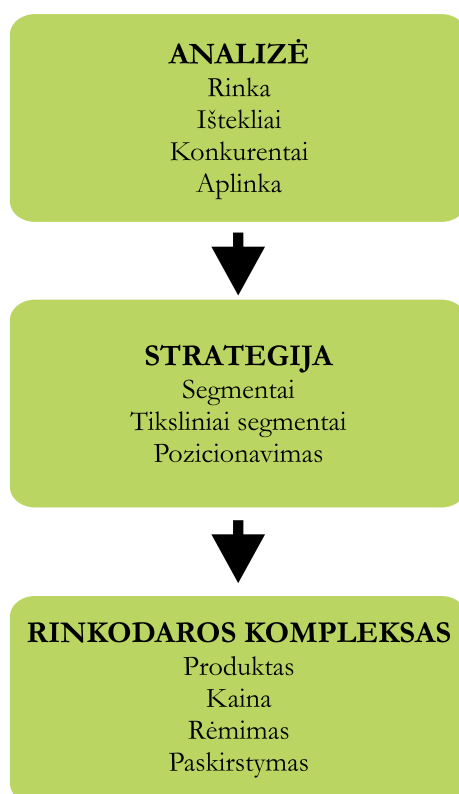 ANALIZĖ
Rinka
Ištekliai
Konkurentai
Aplinka
STRATEGIJA
Segmentai
Tiksliniai segmentai
Pozicionavimas
RINKODAROS KOMPLEKSAS
Produktas
Kaina
Rėmimas
Paskirstymas